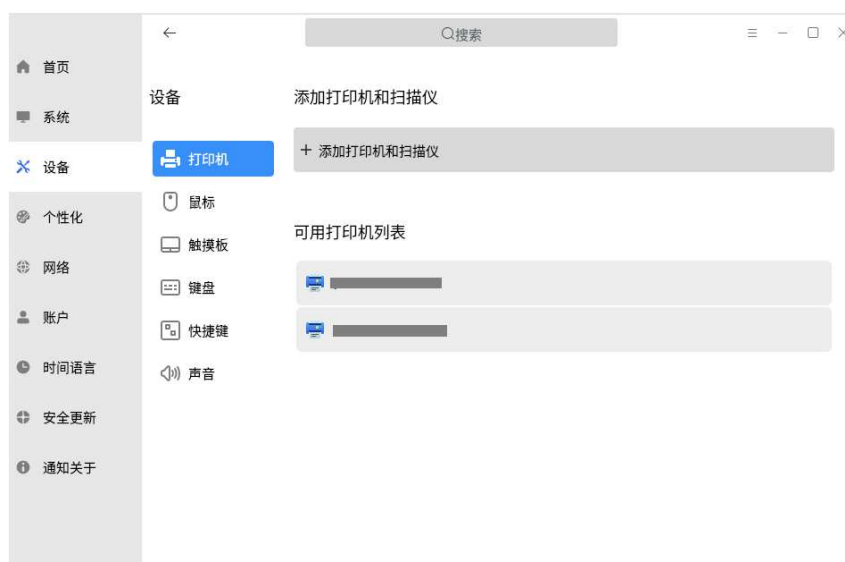 搜索
首页
系统
设备
个性化
网络
账户
时间语言
安全更新
通知关于
设备
打印机
鼠标
触摸板
键盘
快捷键
声音
添加打印机和扫描仪
+ 添加打印机和扫描仪
可用打印机列表